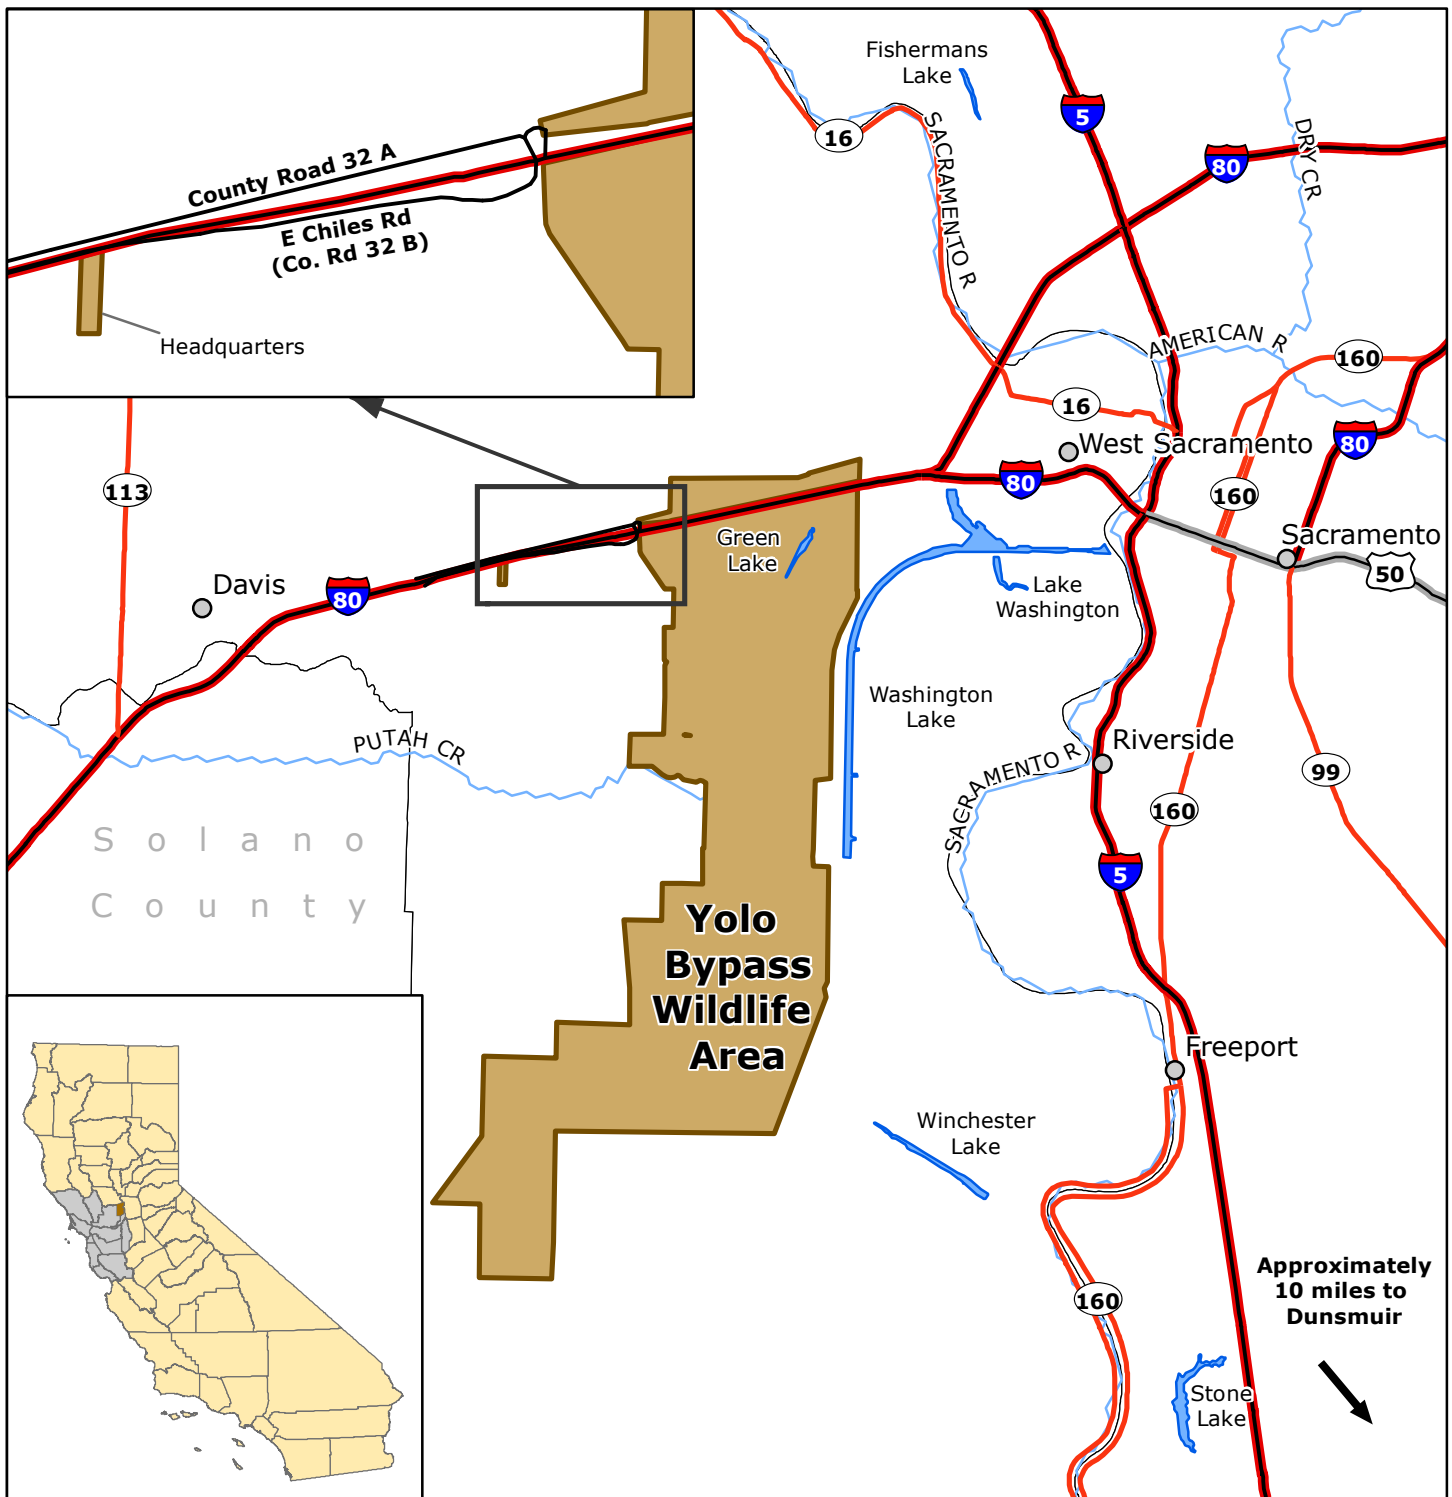 Fishermans
Lake
5
16
SACRAMENTO R
80
DRY CR
County Road 32 A
E Chiles Rd
(Co. Rd 32 B)
Headquarters
AMERICAN R
160
16
West Sacramento
80
113
80
160
Green
Lake
Sacramento
50
Davis
80
Lake
Washington
Washington
Lake
PUTAH CR
Riverside
SACRAMENTO R
99
160
Solano
County
5
Yolo
Bypass
Wildlife
Area
Freeport
Winchester
Lake
Approximately
10 miles to
Dunsmuir
160
Stone
Lake